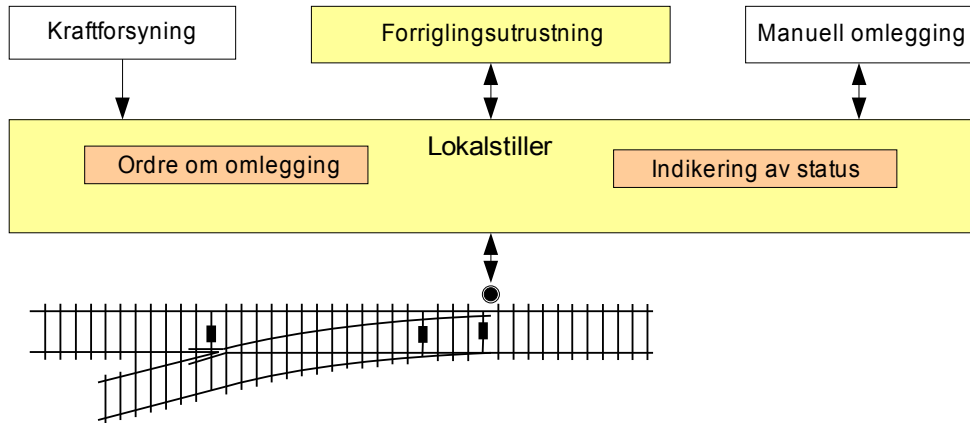 Kraftforsyning
Forriglingsutrustning
Manuell omlegging
Lokalstiller
Ordre om omlegging
Indikering av status